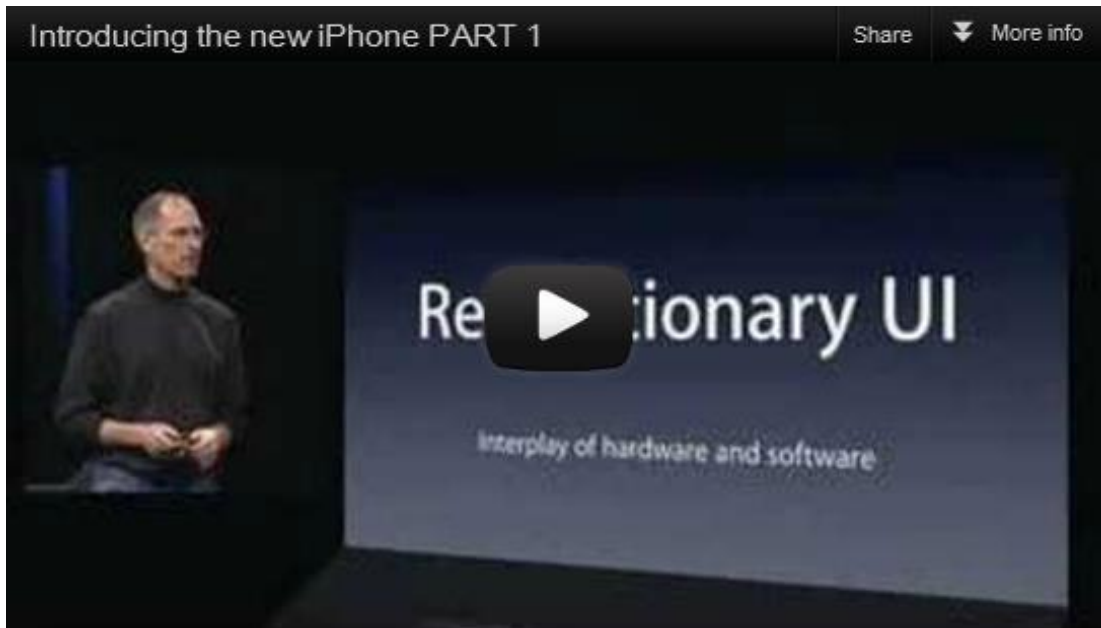 Introducing the new iPhone PART 1
Share
More info
UI
Interplay of hardware and software